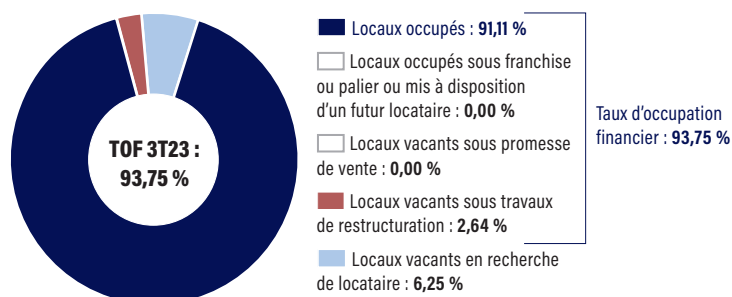 TOF 3T23 :
93,75 %
Locaux occupés : 91,11 %
Locaux occupés sous franchise
ou palier ou mis à disposition
d'un futur locataire : 0,00 %
Locaux vacants sous promesse
de vente : 0,00 %
Locaux vacants sous travaux
de restructuration : 2,64 %
Locaux vacants en recherche
de locataire : 6,25 %
Taux d'occupation
financier : 93,75 %